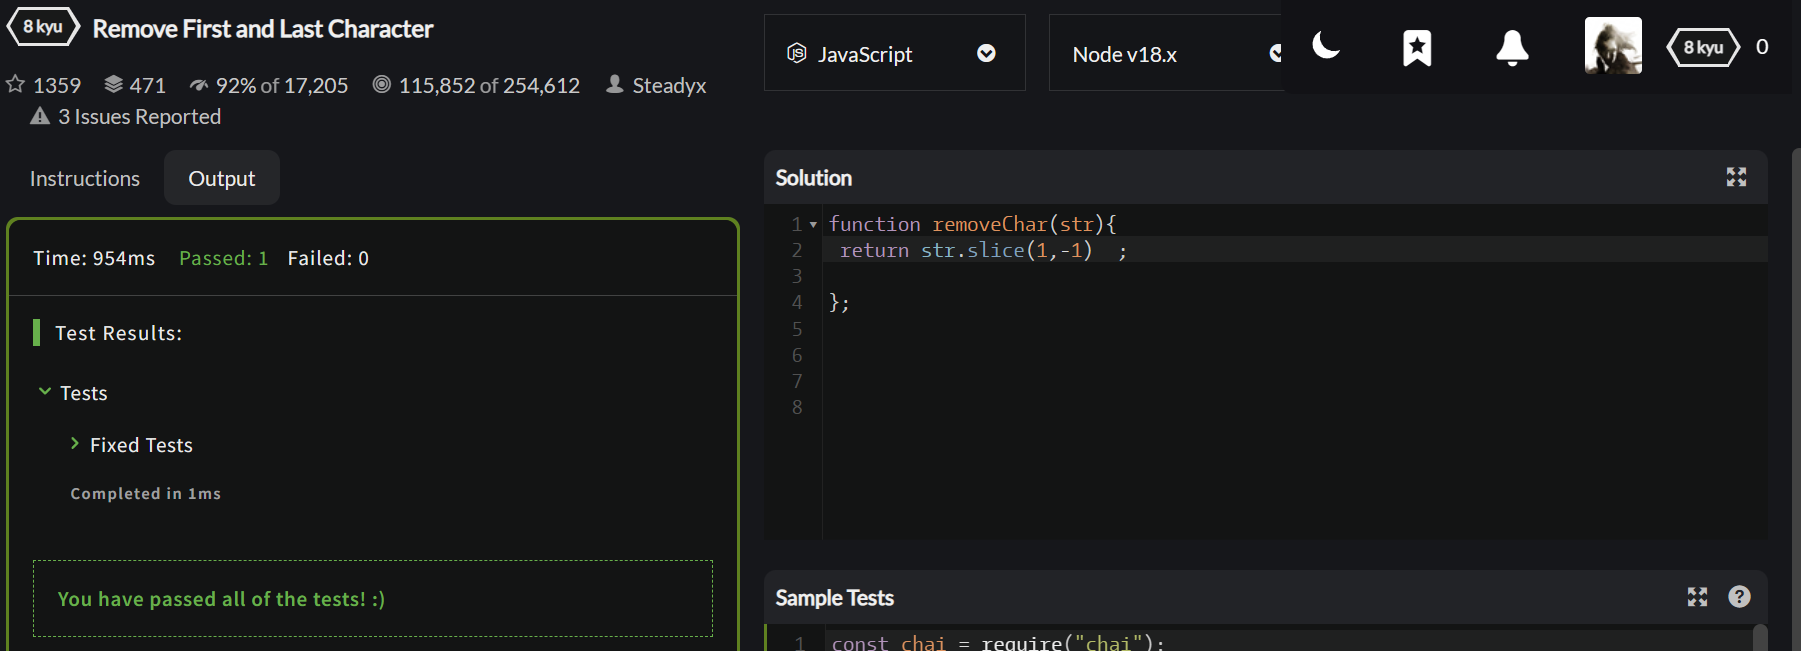 8 kyu Remove First and Last Character
1359 471 92% of 17,205 115,852 of 254,612 Steadyx
3 Issues Reported
JavaScript
Node v18.x
8 kyu 0
Instructions Output
Time: 954ms Passed: 1 Failed: 0
Test Results:
Tests
Fixed Tests
Completed in 1ms
You have passed all of the tests! :)
Solution
1 function removeChar(str){
2 return str.slice(1,-1)  ;
3
4 };
5
6
7
8
Sample Tests
1 const chai = require("chai");